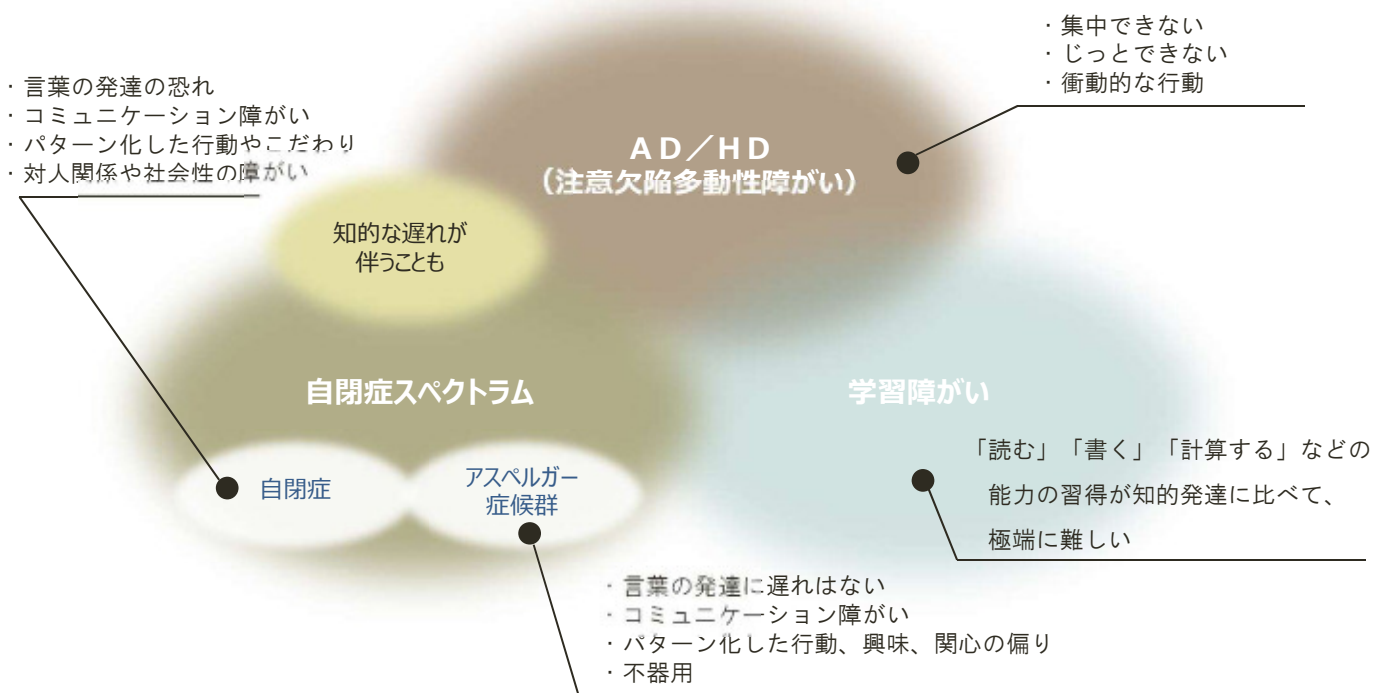 ・集中できない
・じっとできない
・衝動的な行動
・言葉の発達の恐れ
・コミュニケーション障がい
・パターン化した行動やこだわり
・対人関係や社会性の障がい
ＡＤ／ＨＤ
（注意欠陥多動性障がい）
知的な遅れが
伴うことも
自閉症スペクトラム
学習障がい
自閉症
アスペルガー
症候群
「読む」「書く」「計算する」などの
能力の習得が知的発達に比べて、
極端に難しい
・言葉の発達に遅れはない
・コミュニケーション障がい
・パターン化した行動、興味、関心の偏り
・不器用